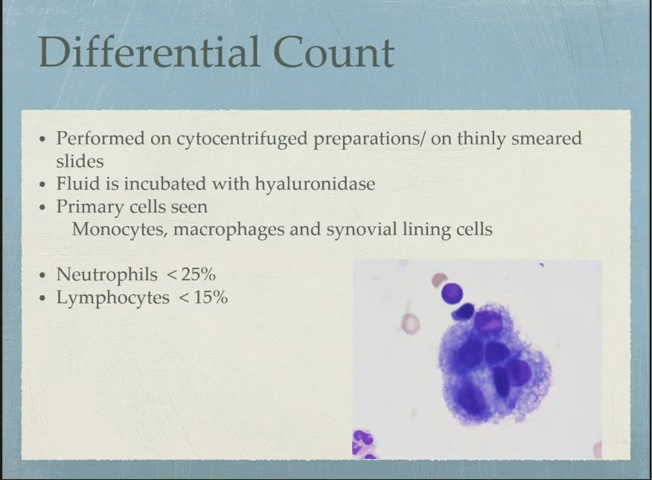 Differential Count
• Performed on cytocentrifuged preparations/ on thinly smeared
slides
• Fluid is incubated with hyaluronidase
• Primary cells seen
Monocytes, macrophages and synovial lining cells
• Neutrophils < 25%
• Lymphocytes < 15%